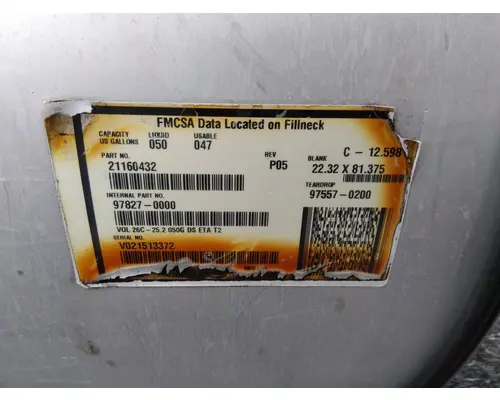 FMCSA Data Located on Fillneck
CAPACITY LIQUID USABLE
US GALLONS 050 047
C - 12.598
PART NO. REV BLANK
21160432 P05 22.32 X 81.375
TEARDROP
INTERNAL PART NO. 97557-0200
97827-0000
VOL 26C-25.2 050G DS ETA T2
SERIAL NO.
V021513372